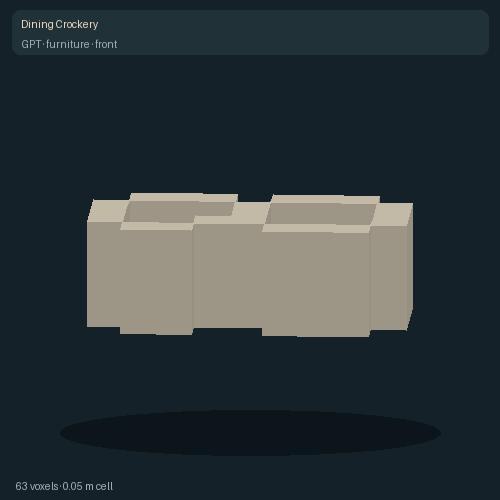 Dining Crockery
GPT · furniture · front
63 voxels · 0.05 m cell